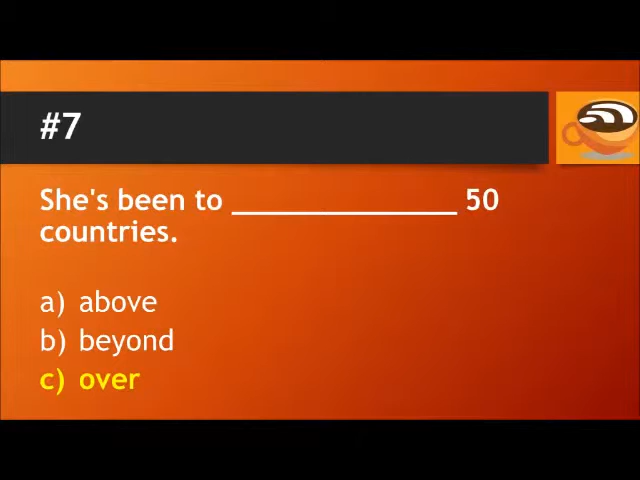 #7
She's been to _______________ 50
countries.
a) above
b) beyond
c) over